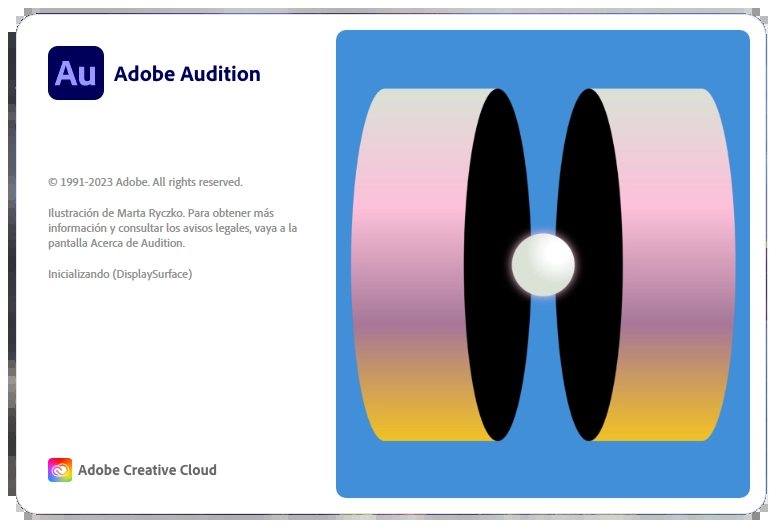 Au Adobe Audition
© 1991-2023 Adobe. All rights reserved.
Ilustración de Marta Ryczko. Para obtener más
información y consultar los avisos legales, vaya a la
pantalla Acerca de Audition.
Inicializando (DisplaySurface)
Adobe Creative Cloud